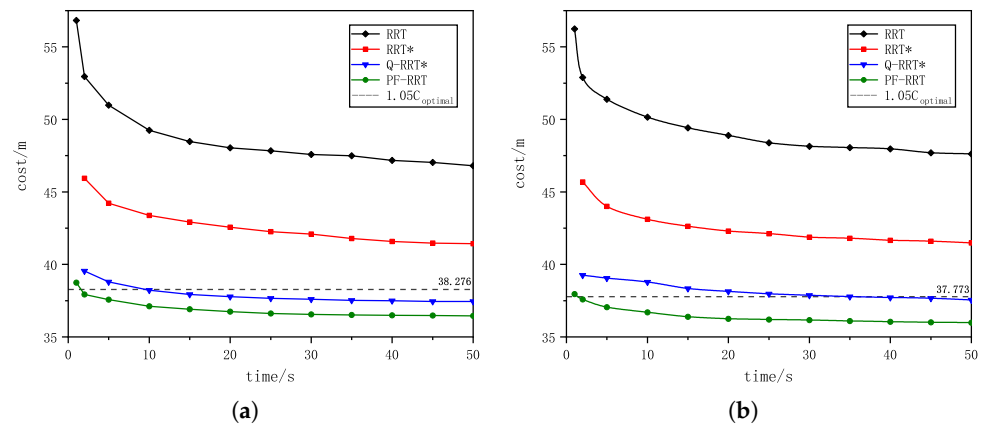 RRT
RRT*
Q-RRT*
PF-RRT
1.05C optimal
38.276
55
50
45
40
35
0 10 20 30 40 50
cost/m
time/s
(a)
RRT
RRT*
Q-RRT*
PF-RRT
1.05C optimal
37.773
55
50
45
40
35
0 10 20 30 40 50
cost/m
time/s
(b)